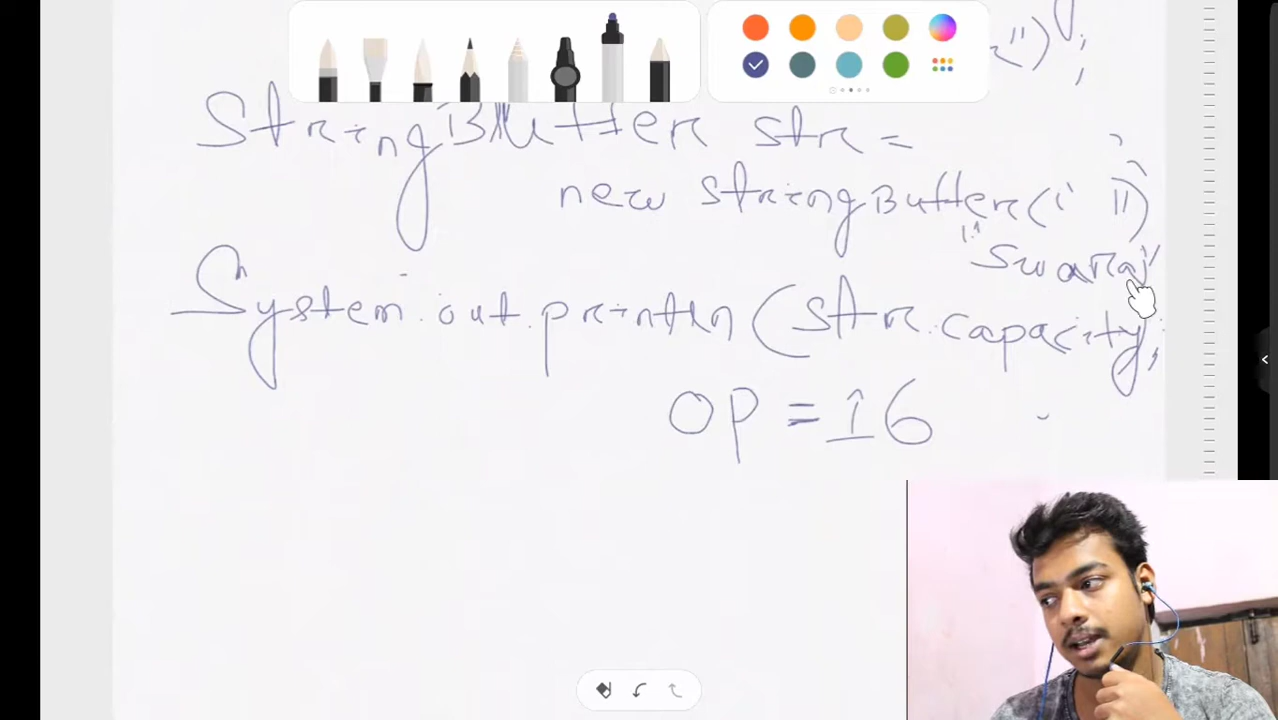 ");
StringBuffer str =
new stringBuffer( " ")
"Swaraj"
System.out.println(str.capacity;
OP = 16